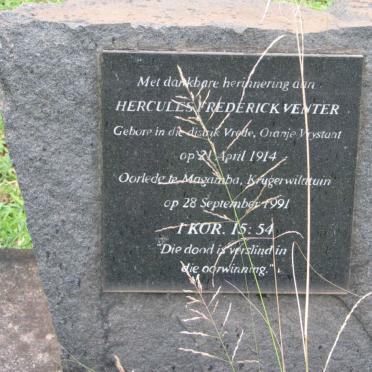 Met dankbare herinnering aan
HERCULES FREDERICK VENTER
Gebore in die distrik Vrede, Oranje Vrystaat
op 21 April 1914
Oorlede te Magamba, Krugerwildtuin
op 28 September 1991
I KOR. 15: 54
"Die dood is verslind in
die oorwinning."